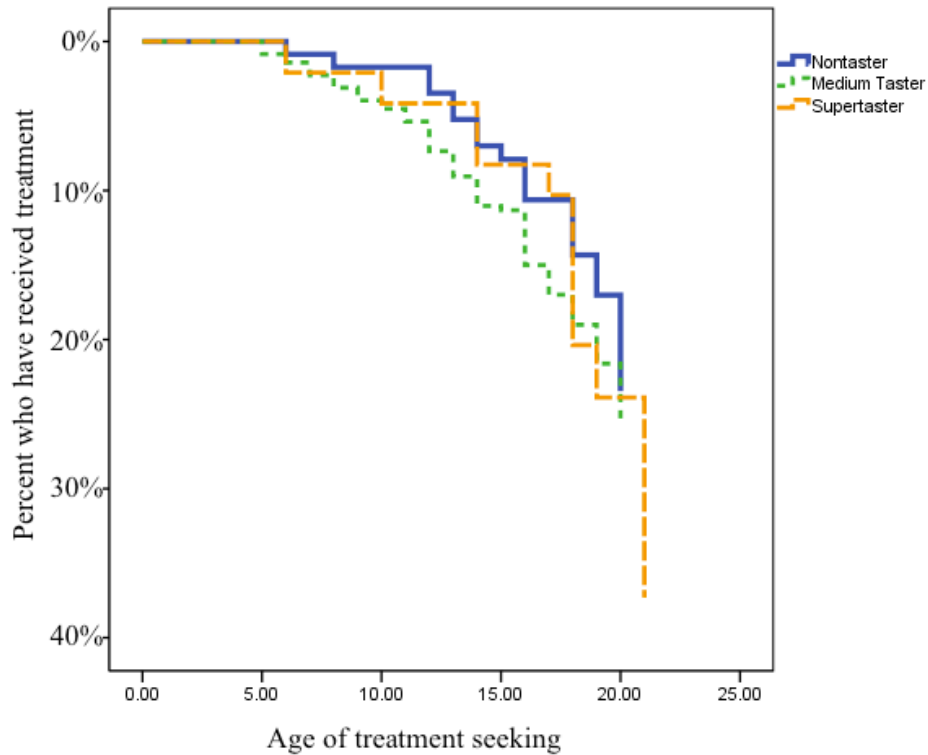 0%
10%
20%
30%
40%
Percent who have received treatment
0.00 5.00 10.00 15.00 20.00 25.00
Age of treatment seeking
Nontaster
Medium Taster
Supertaster